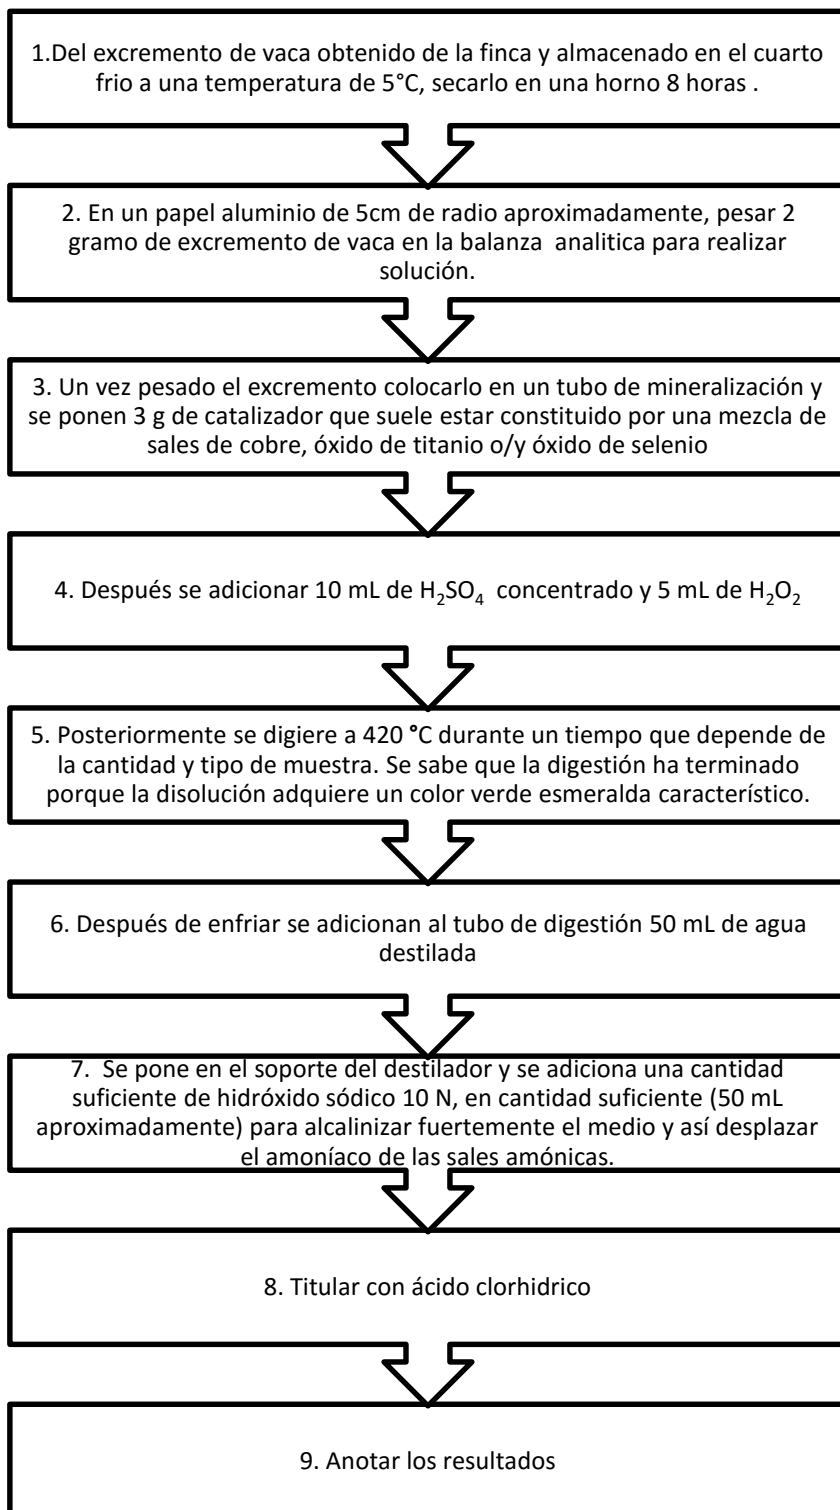 1.Del excremento de vaca obtenido de la finca y almacenado en el cuarto
frio a una temperatura de 5°C, secarlo en una horno 8 horas .
2. En un papel aluminio de 5cm de radio aproximadamente, pesar 2
gramo de excremento de vaca en la balanza  analitica para realizar
solución.
3. Un vez pesado el excremento colocarlo en un tubo de mineralización y
se ponen 3 g de catalizador que suele estar constituido por una mezcla de
sales de cobre, óxido de titanio o/y óxido de selenio
4. Después se adicionar 10 mL de H₂SO₄  concentrado y 5 mL de H₂O₂
5. Posteriormente se digiere a 420 °C durante un tiempo que depende de
la cantidad y tipo de muestra. Se sabe que la digestión ha terminado
porque la disolución adquiere un color verde esmeralda característico.
6. Después de enfriar se adicionan al tubo de digestión 50 mL de agua
destilada
7.  Se pone en el soporte del destilador y se adiciona una cantidad
suficiente de hidróxido sódico 10 N, en cantidad suficiente (50 mL
aproximadamente) para alcalinizar fuertemente el medio y así desplazar
el amoníaco de las sales amónicas.
8. Titular con ácido clorhidrico
9. Anotar los resultados